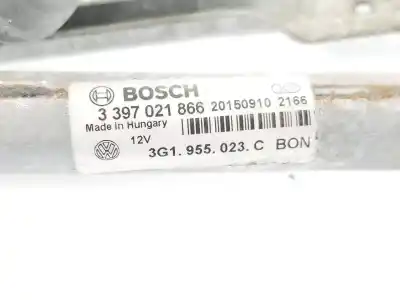 BOSCH
3 397 021 866 20150910 2166
Made in Hungary
12V
3G1.955.023.C BON